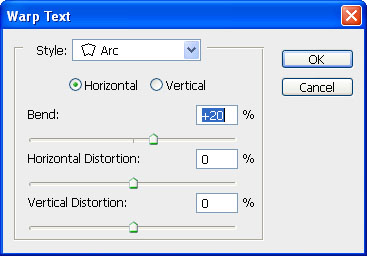 Warp Text
Style: Arc
OK
Horizontal Vertical
Cancel
Bend: +20 %
Horizontal Distortion: 0 %
Vertical Distortion: 0 %